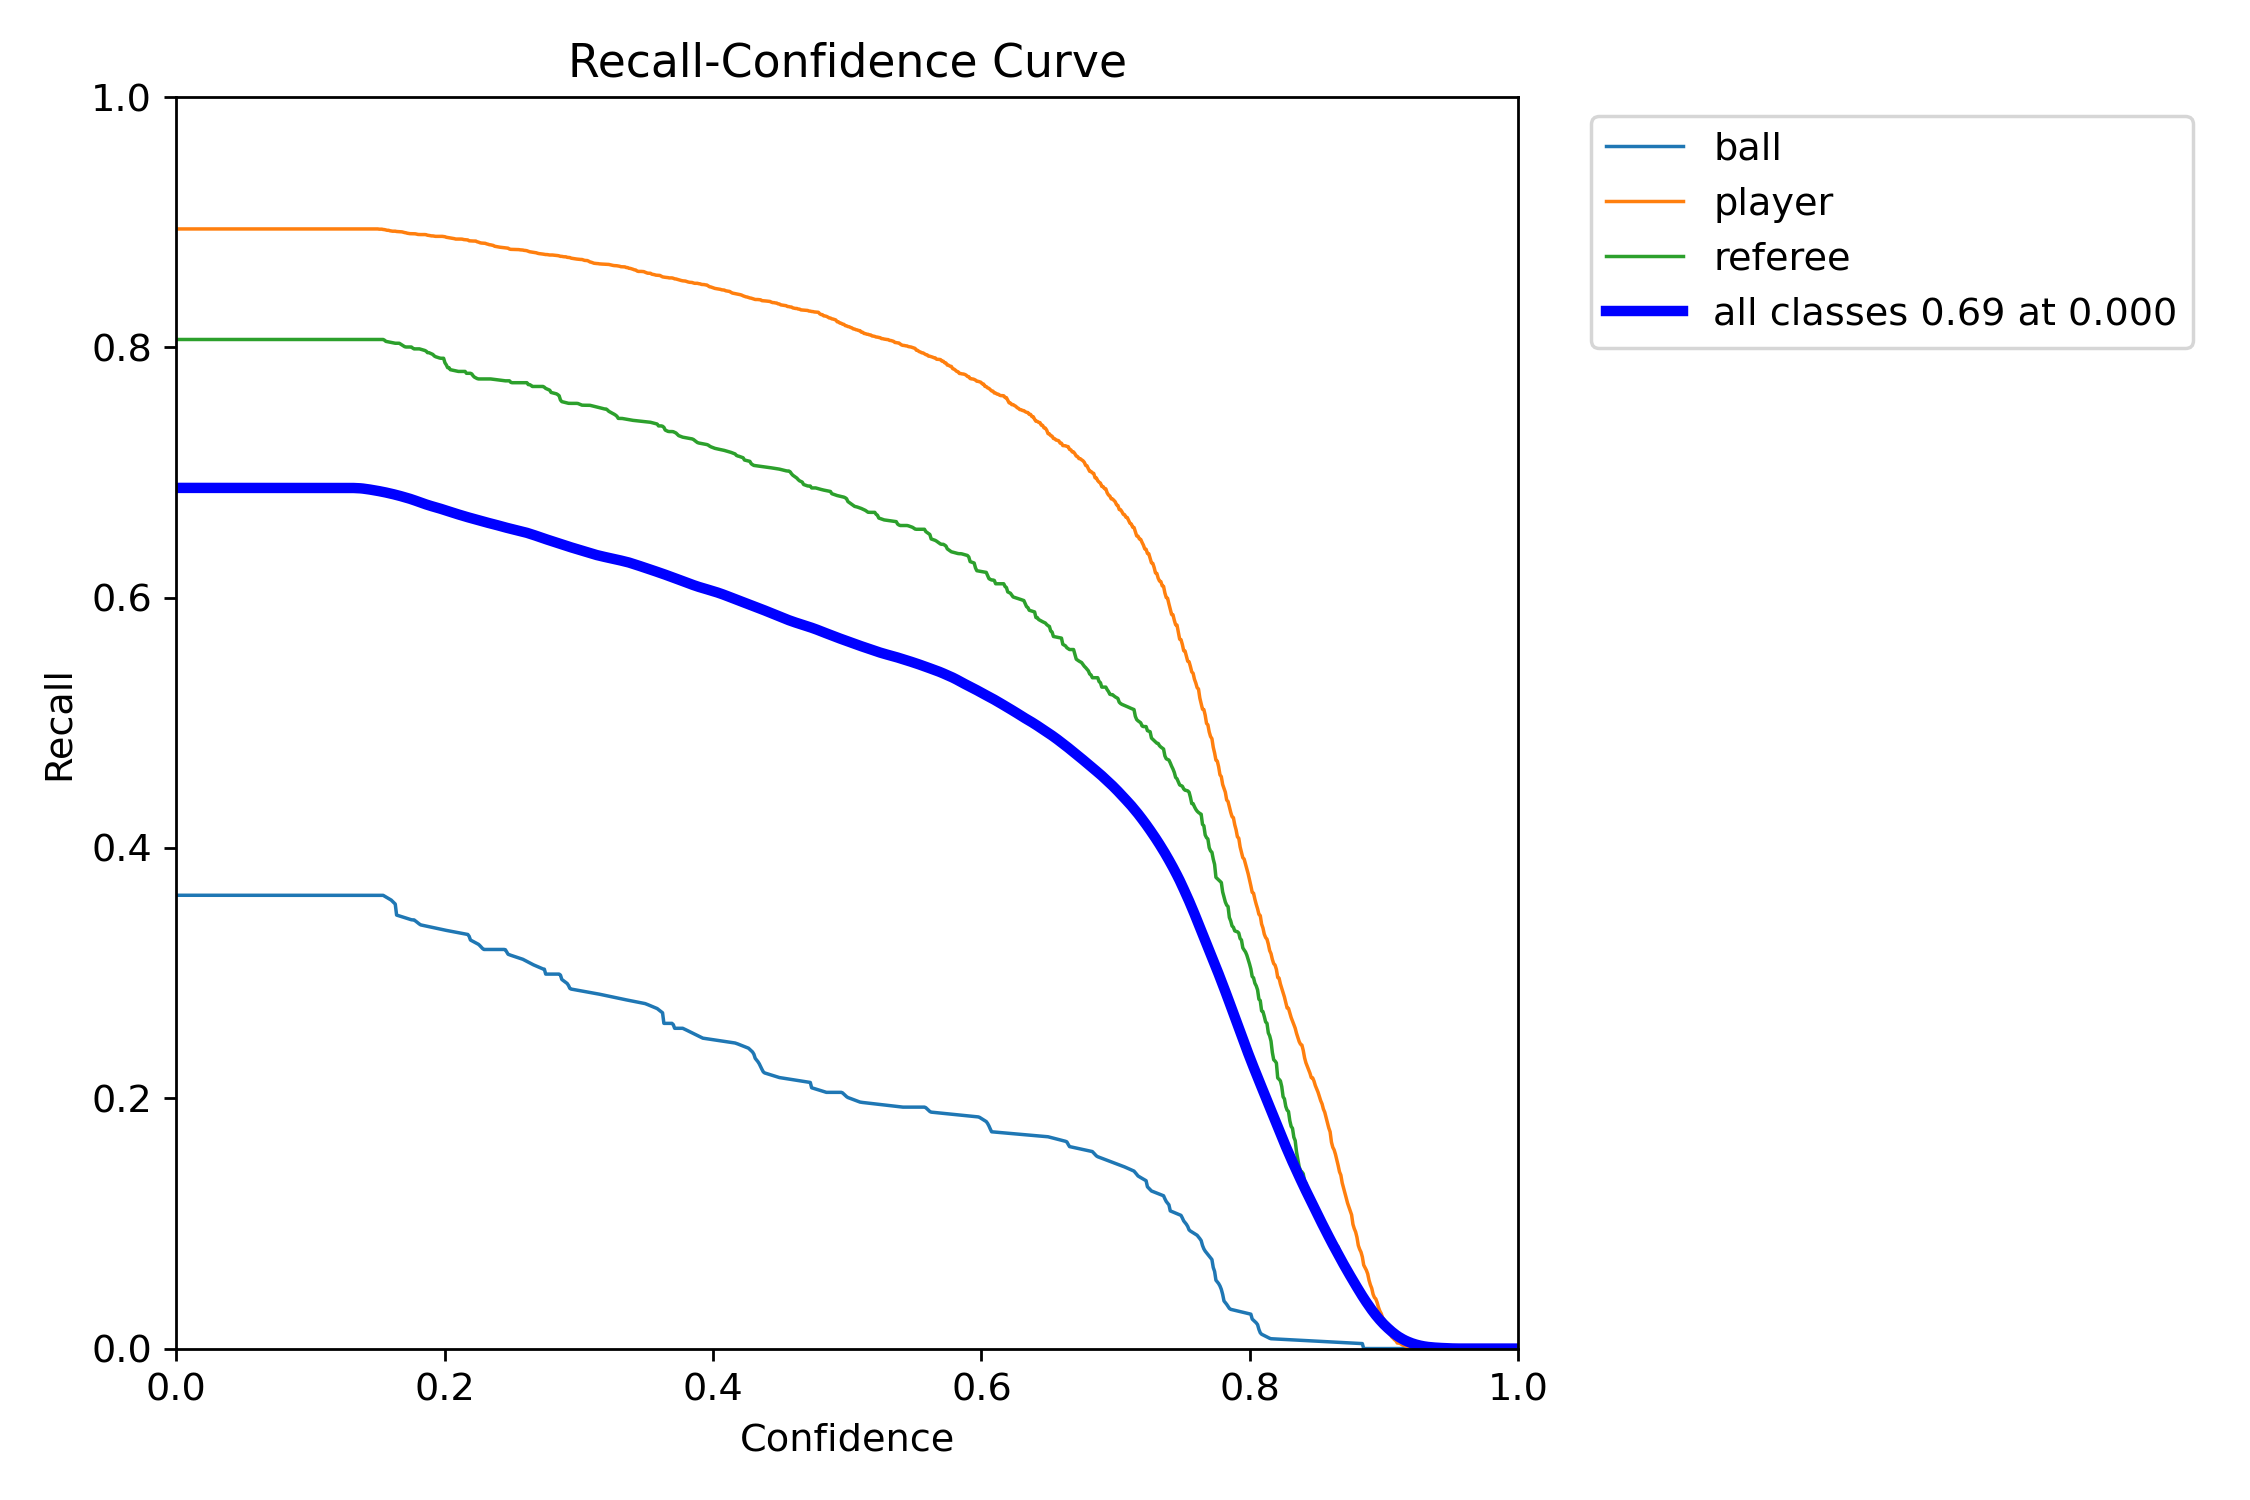 Recall-Confidence Curve
1.0
0.8
0.6
0.4
0.2
0.0
Recall
0.0 0.2 0.4 0.6 0.8 1.0
Confidence
ball
player
referee
all classes 0.69 at 0.000